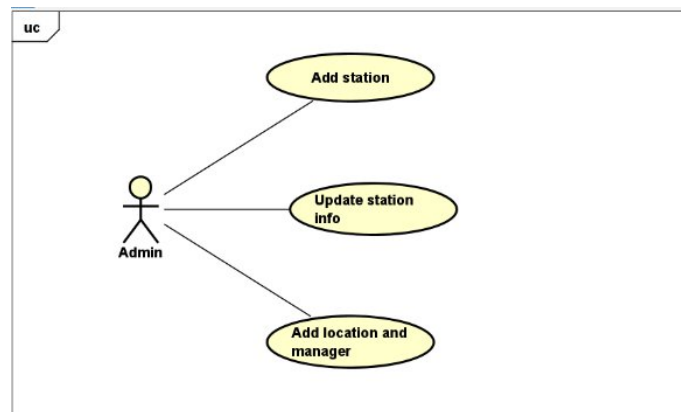 uc
Add station
Update station
info
Admin
Add location and
manager